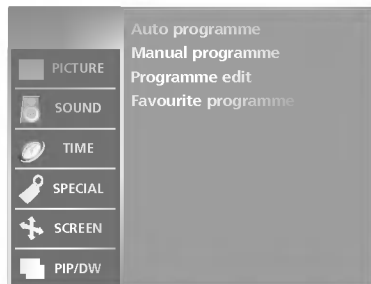 Auto programme
Manual programme
Programme edit
Favourite programme
PICTURE
SOUND
TIME
SPECIAL
SCREEN
PIP/DW